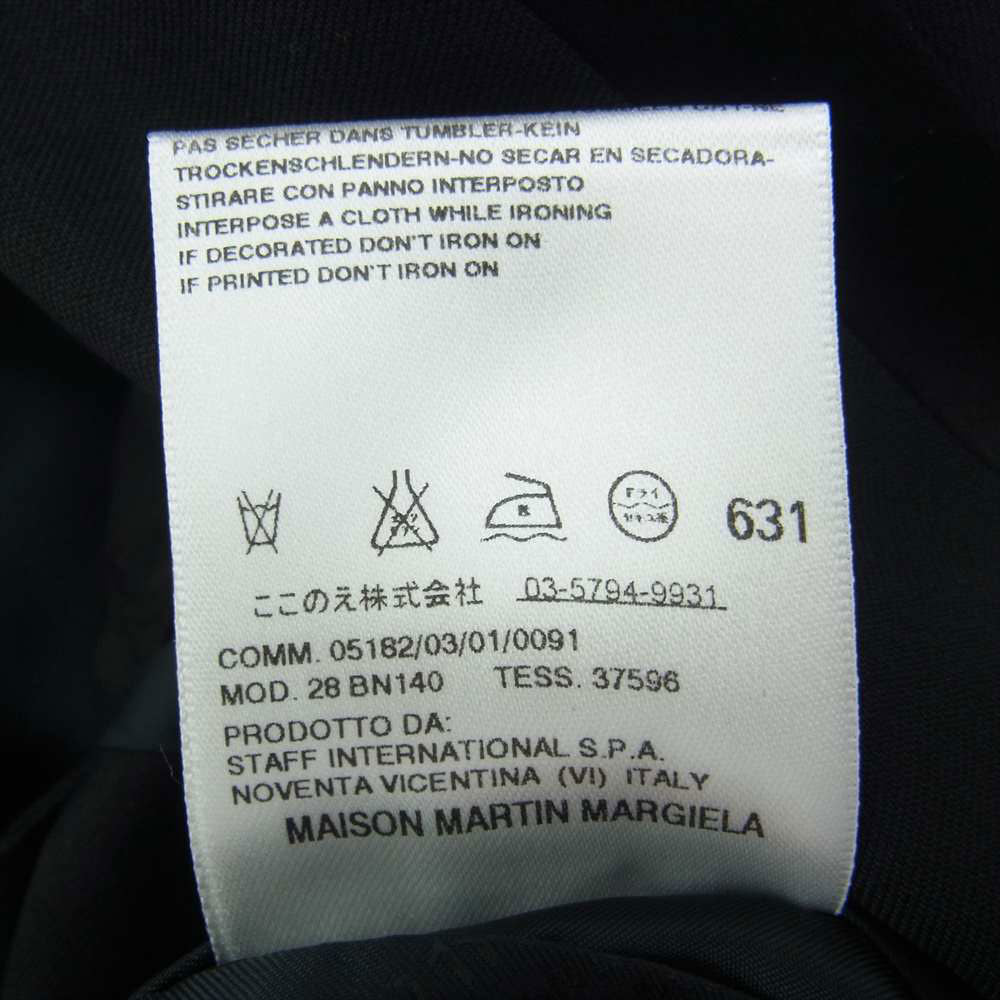 PAS SECHER DANS TUMBLER-KEIN
TROCKENSCHLENDERN-NO SECAR EN SECADORA-
STIRARE CON PANNO INTERPOSTO
INTERPOSE A CLOTH WHILE IRONING
IF DECORATED DON'T IRON ON
IF PRINTED DON'T IRON ON
ドライ
631
ここのえ株式会社 03-5794-9931
COMM. 05182/03/01/0091
MOD. 28 BN140 TESS. 37596
PRODOTTO DA:
STAFF INTERNATIONAL S.P.A.
NOVENTA VICENTINA (VI) ITALY
MAISON MARTIN MARGIELA